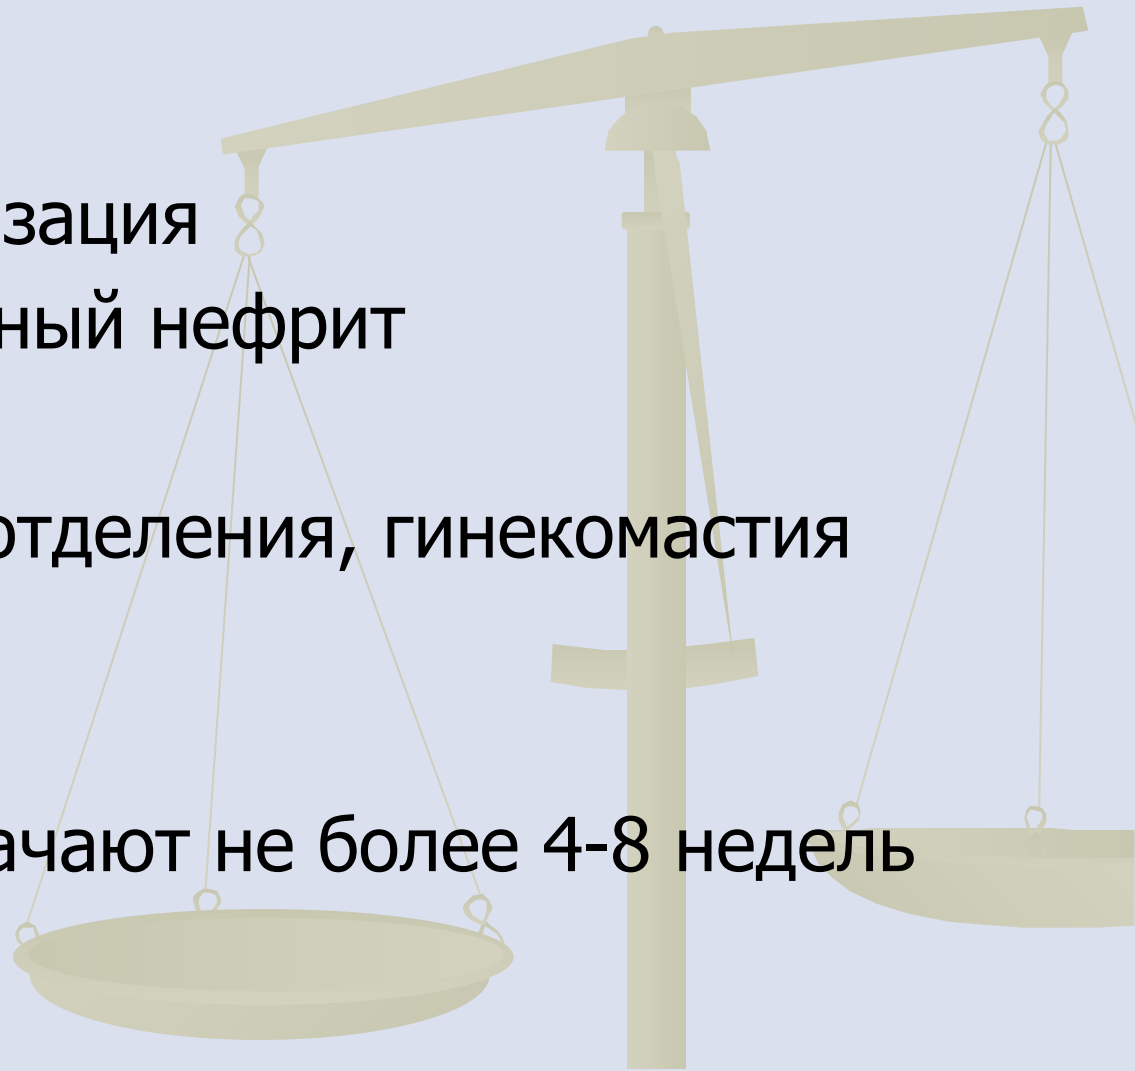 зация
ный нефрит
отделения, гинекомастия
ачают не более 4-8 недель